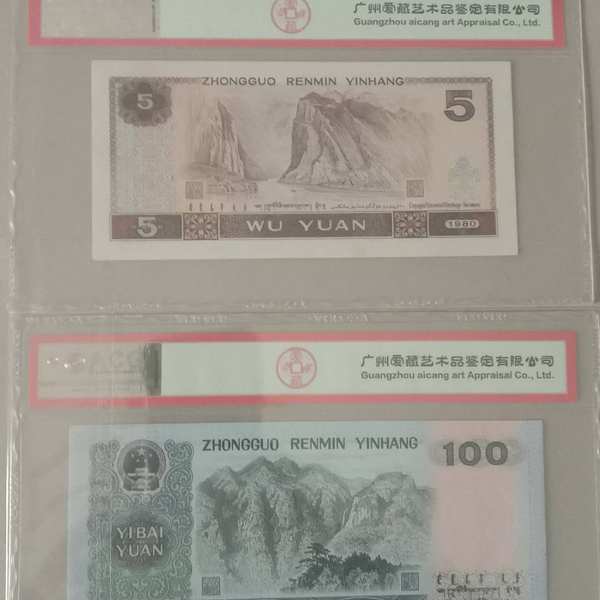 广州爱藏艺术品鉴定有限公司
Guangzhou aicang art Appraisal Co., Ltd.
ZHONGGUO RENMIN YINHANG
5
5
5
WU YUAN
1980
广州爱藏艺术品鉴定有限公司
Guangzhou aicang art Appraisal Co., Ltd.
ZHONGGUO RENMIN YINHANG
100
YIBAI
YUAN